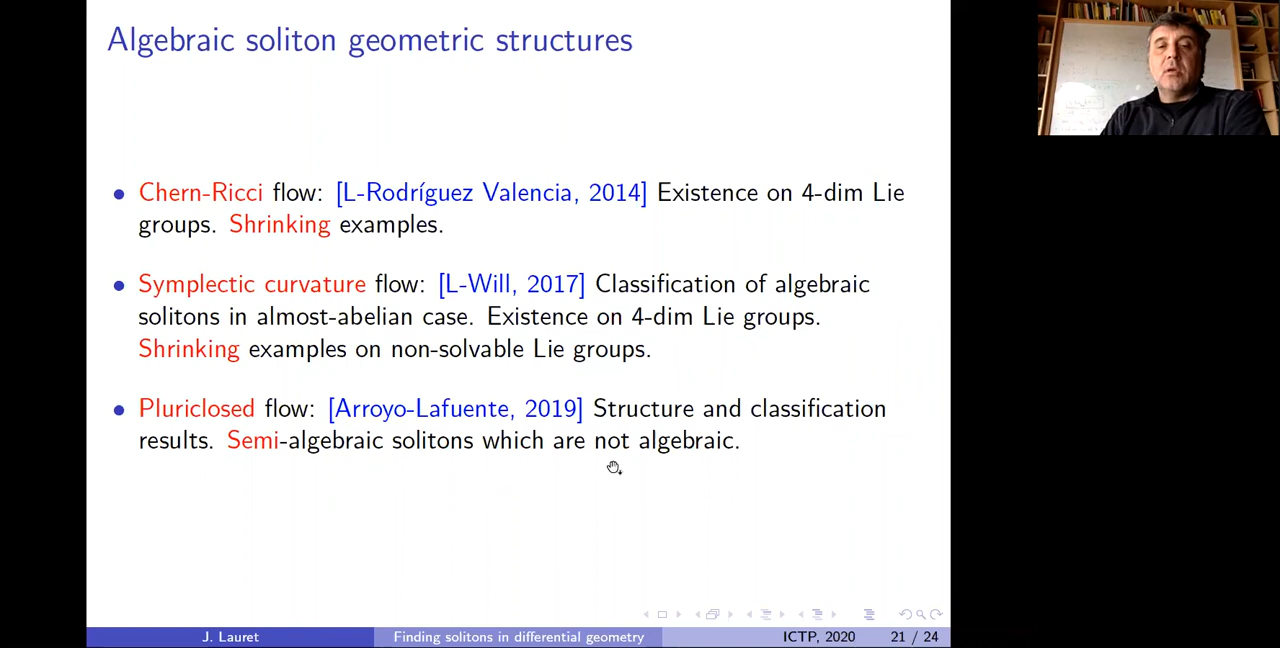 Algebraic soliton geometric structures
• Chern-Ricci flow: [L-Rodríguez Valencia, 2014] Existence on 4-dim Lie
groups. Shrinking examples.
• Symplectic curvature flow: [L-Will, 2017] Classification of algebraic
solitons in almost-abelian case. Existence on 4-dim Lie groups.
Shrinking examples on non-solvable Lie groups.
• Pluriclosed flow: [Arroyo-Lafuente, 2019] Structure and classification
results. Semi-algebraic solitons which are not algebraic.
J. Lauret
Finding solitons in differential geometry
ICTP, 2020
21 / 24